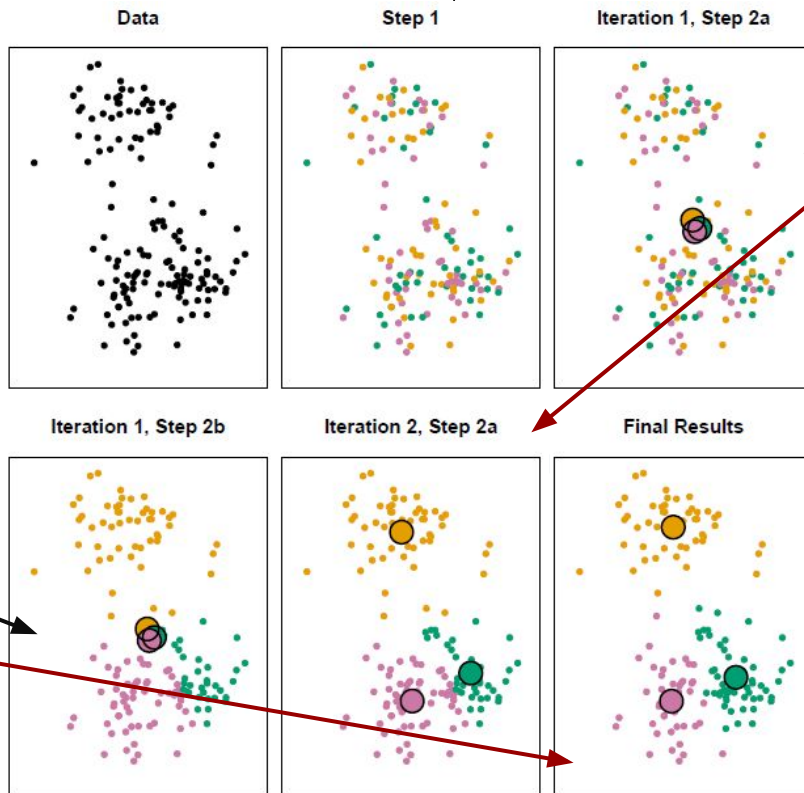 Data
Step 1
Iteration 1, Step 2a
Iteration 1, Step 2b
Iteration 2, Step 2a
Final Results